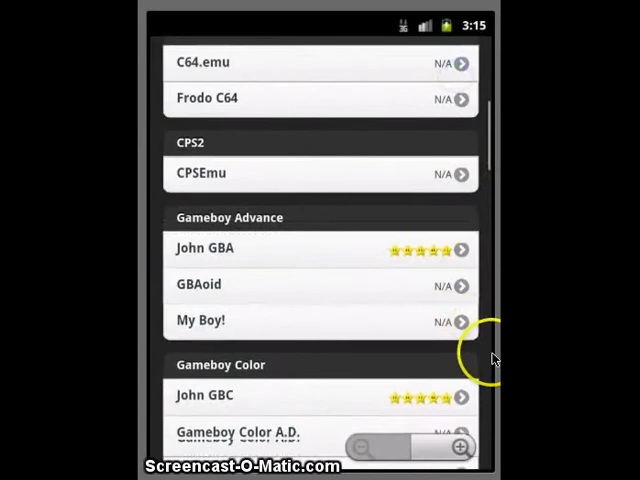 3G 3:15
C64.emu N/A
Frodo C64 N/A
CPS2
CPSEmu N/A
Gameboy Advance
John GBA
GBAoid N/A
My Boy! N/A
Gameboy Color
John GBC
Gameboy Color A.D. N/A
Screencast-O-Matic.com